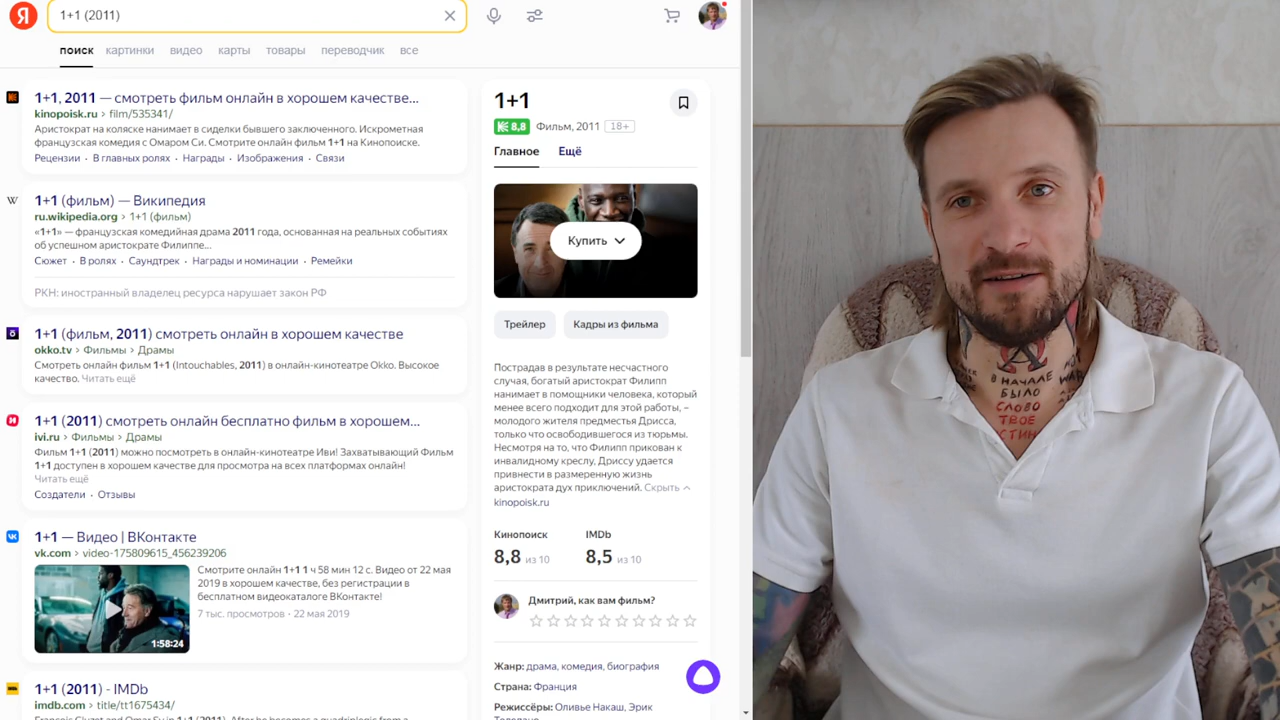 Я
1+1 (2011)
поиск картинки видео карты товары переводчик все
1+1, 2011 — смотреть фильм онлайн в хорошем качестве...
kinopoisk.ru › film/535341/
Аристократ на коляске нанимает в сиделки бывшего заключенного. Искрометная
французская комедия с Омаром Си. Смотрите онлайн фильм 1+1 на Кинопоиске.
Рецензии · В главных ролях · Награды · Изображения · Связи
W
1+1 (фильм) — Википедия
ru.wikipedia.org › 1+1 (фильм)
«1+1» — французская комедийная драма 2011 года, основанная на реальных событиях
об успешном аристократе Филиппе...
Сюжет · В ролях · Саундтрек · Награды и номинации · Ремейки
РКН: иностранный владелец ресурса нарушает закон РФ
1+1 (фильм, 2011) смотреть онлайн в хорошем качестве
okko.tv › Фильмы › Драмы
Смотреть онлайн фильм 1+1 (Intouchables, 2011) в онлайн-кинотеатре Okko. Высокое
качество. Читать ещё
1+1 (2011) смотреть онлайн бесплатно фильм в хорошем...
ivi.ru › Фильмы › Драмы
Фильм 1+1 (2011) можно посмотреть в онлайн-кинотеатре Иви! Захватывающий Фильм
1+1 доступен в хорошем качестве для просмотра на всех платформах онлайн!
Читать ещё
Создатели · Отзывы
1+1 — Видео | ВКонтакте
vk.com › video-175809615_456239206
Смотрите онлайн 1+1 1 ч 58 мин 12 с. Видео от 22 мая
2019 в хорошем качестве, без регистрации в
бесплатном видеокаталоге ВКонтакте!
7 тыс. просмотров · 22 мая 2019
1:58:24
1+1 (2011) - IMDb
imdb.com › title/tt1675434/
1+1
8,8 Фильм, 2011 18+
Главное Ещё
Купить
Трейлер Кадры из фильма
Пострадав в результате несчастного
случая, богатый аристократ Филипп
нанимает в помощники человека, который
менее всего подходит для этой работы, –
молодого жителя предместья Дрисса,
только что освободившегося из тюрьмы.
Несмотря на то, что Филипп прикован к
инвалидному креслу, Дриссу удается
привнести в размеренную жизнь
аристократа дух приключений. Скрыть
kinopoisk.ru
Кинопоиск IMDb
8,8 из 10 8,5 из 10
Дмитрий, как вам фильм?
Жанр: драма, комедия, биография
Страна: Франция
Режиссёры: Оливье Накаш, Эрик
В НАЧАЛЕ
БЫЛО
СЛОВО
ТВОЕ